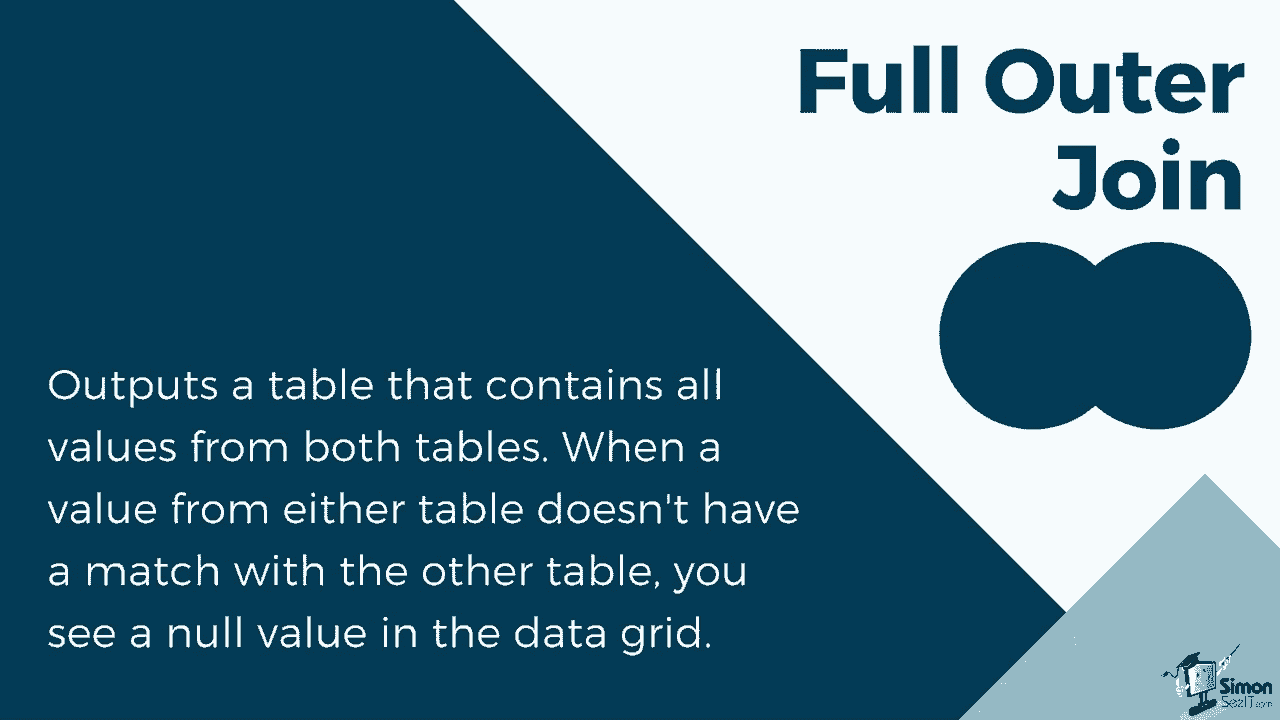 Full Outer
Join
Outputs a table that contains all
values from both tables. When a
value from either table doesn't have
a match with the other table, you
see a null value in the data grid.
Simon
SezIT.com